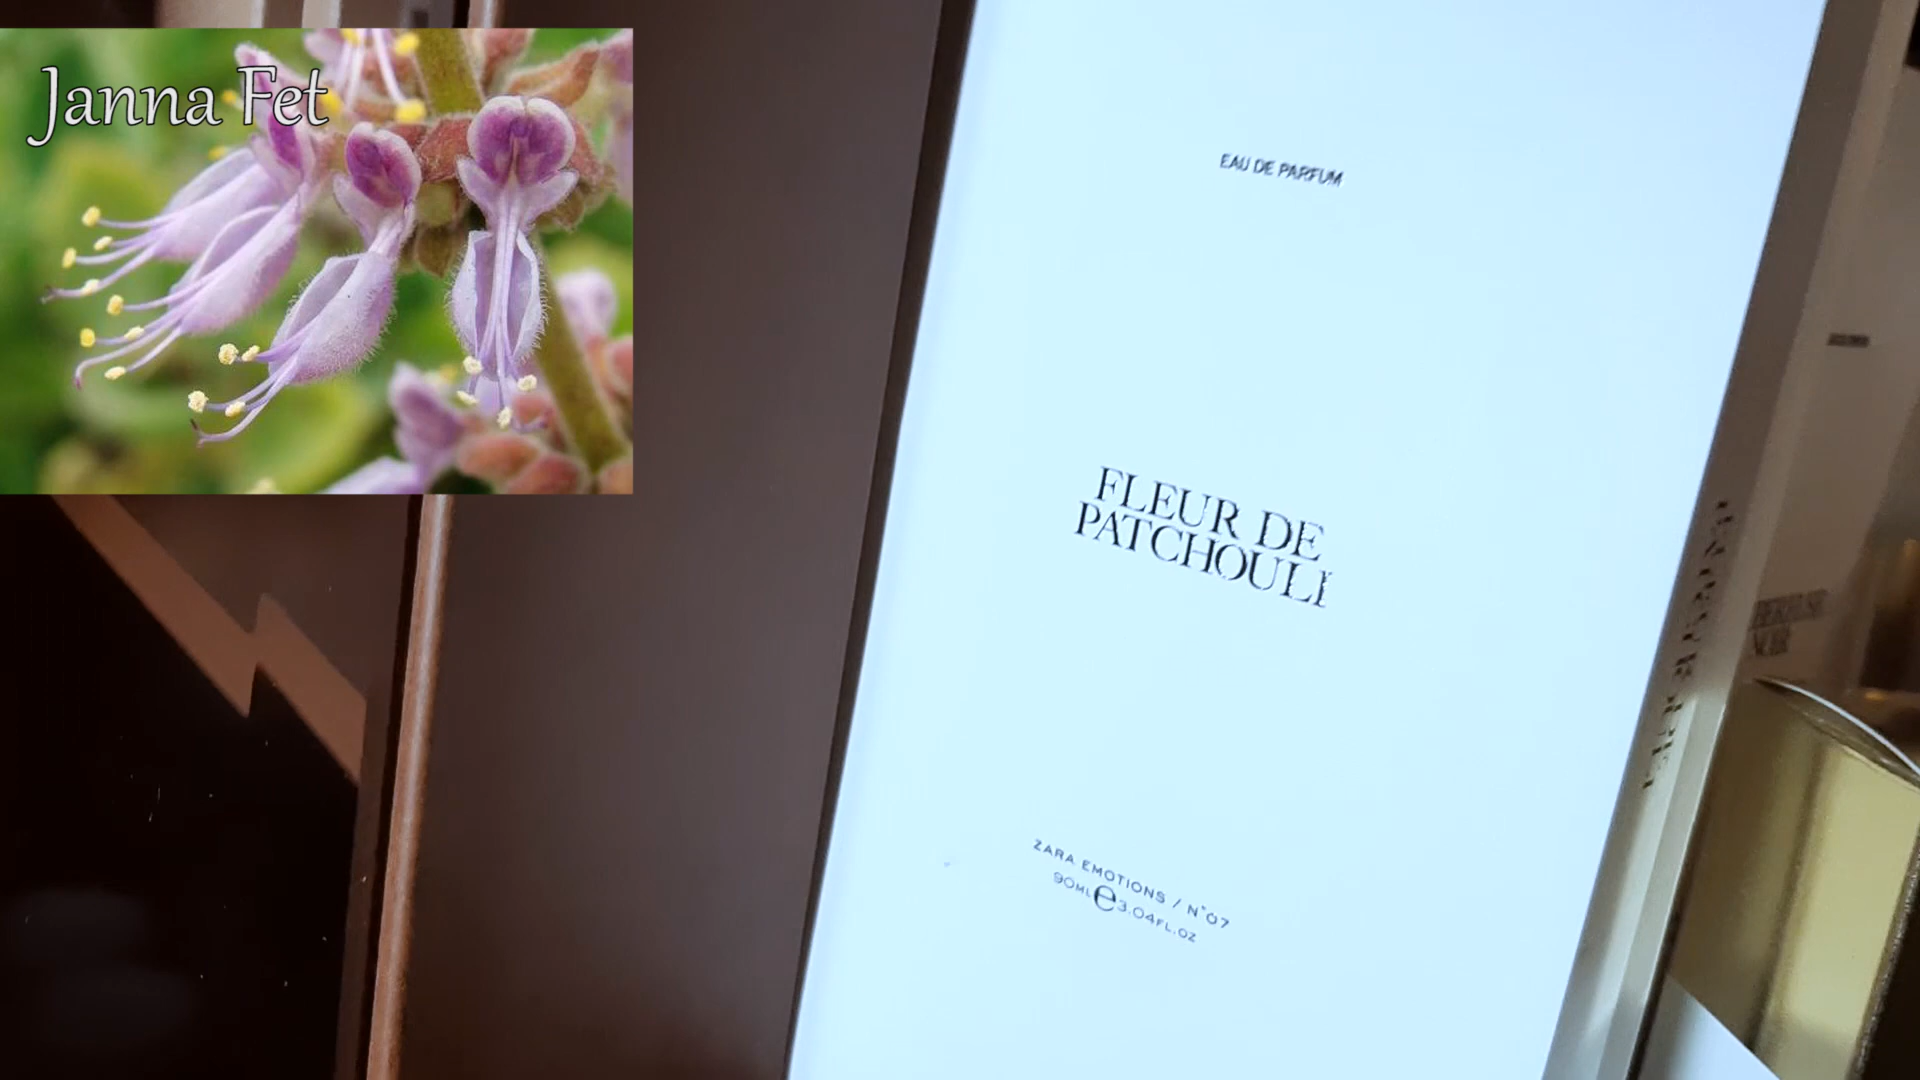 Janna Fet
EAU DE PARFUM
FLEUR DE
PATCHOULI
ZARA EMOTIONS / N°07
90ML e 3.04FL.OZ